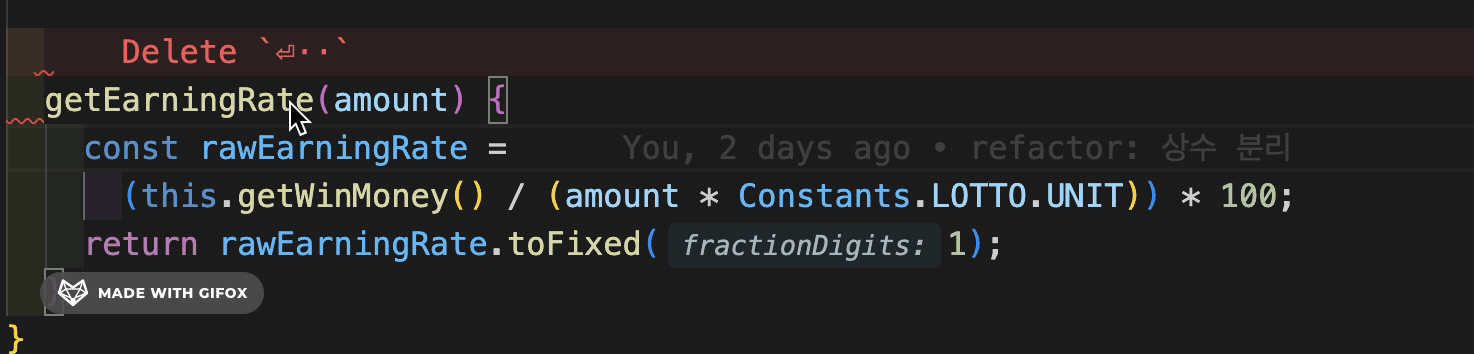 Delete `⏎··`
getEarningRate(amount) {
const rawEarningRate = You, 2 days ago • refactor: 상수 분리
(this.getWinMoney() / (amount * Constants.LOTTO.UNIT)) * 100;
return rawEarningRate.toFixed( fractionDigits: 1);
MADE WITH GIFOX
}